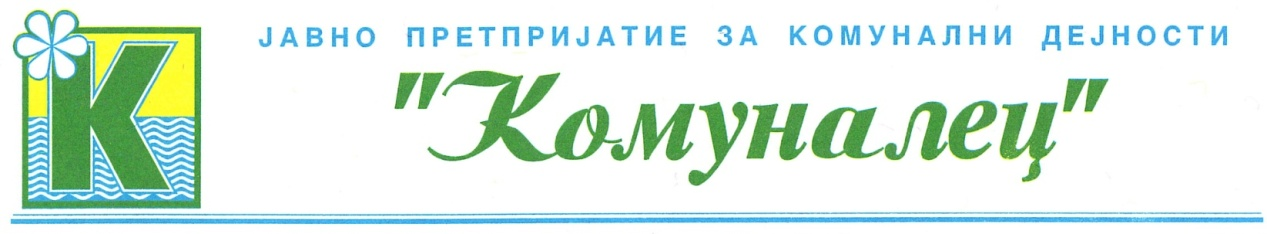 K
ЈАВНО ПРЕТПРИЈАТИЕ ЗА КОМУНАЛНИ ДЕЈНОСТИ
"Комуналец"